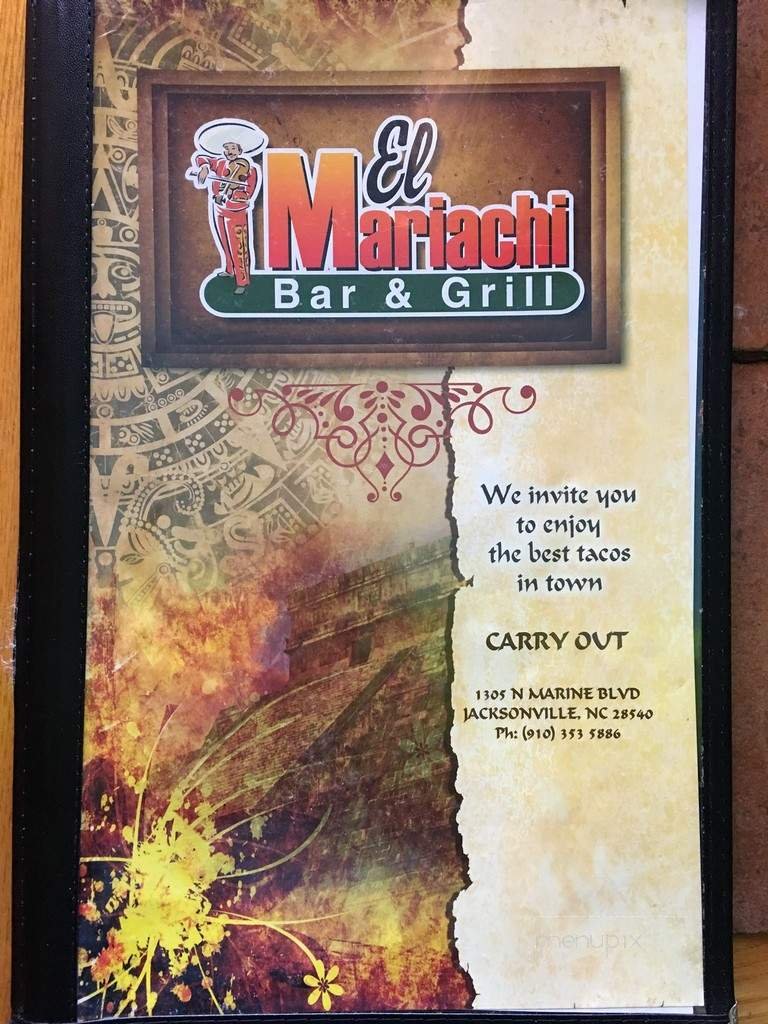 El
Mariachi
Bar & Grill
We invite you
to enjoy
the best tacos
in town
CARRY OUT
1305 N MARINE BLVD
JACKSONVILLE, NC 28540
Ph: (910) 353 5886
menupix